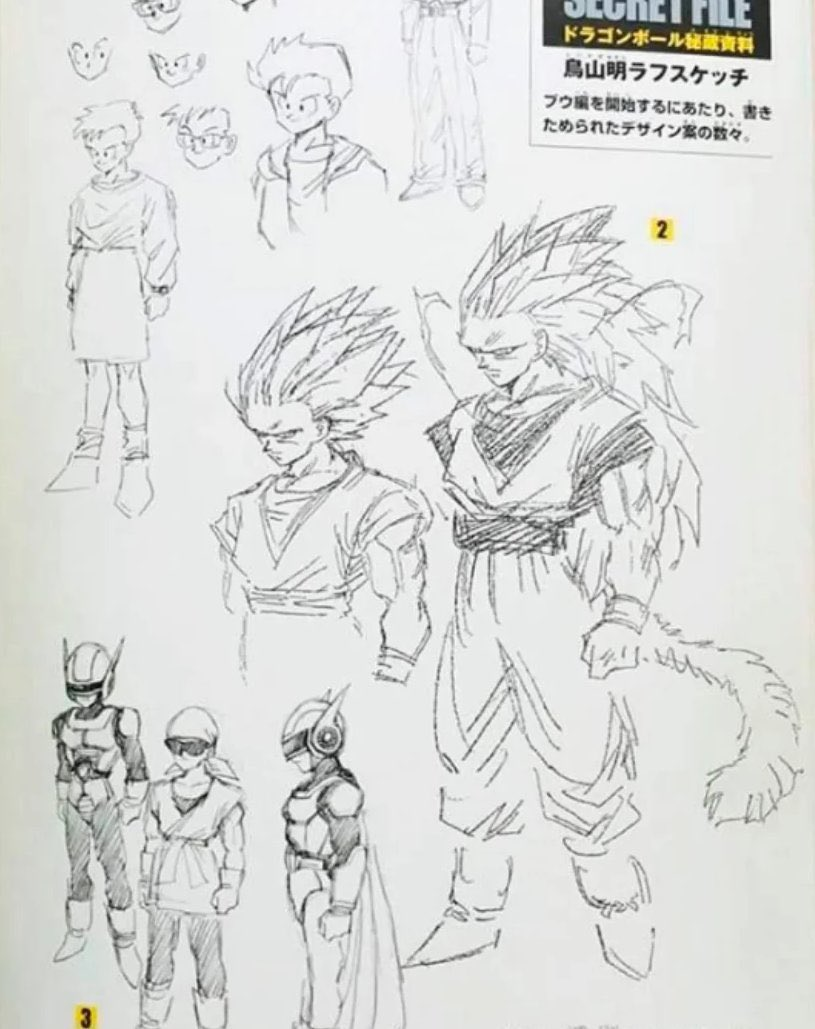 SECRET FILE
ドラゴンボール秘蔵資料
鳥山明ラフスケッチ
ブウ編を開始するにあたり、書き
ためられたデザイン案の数々。
2
3